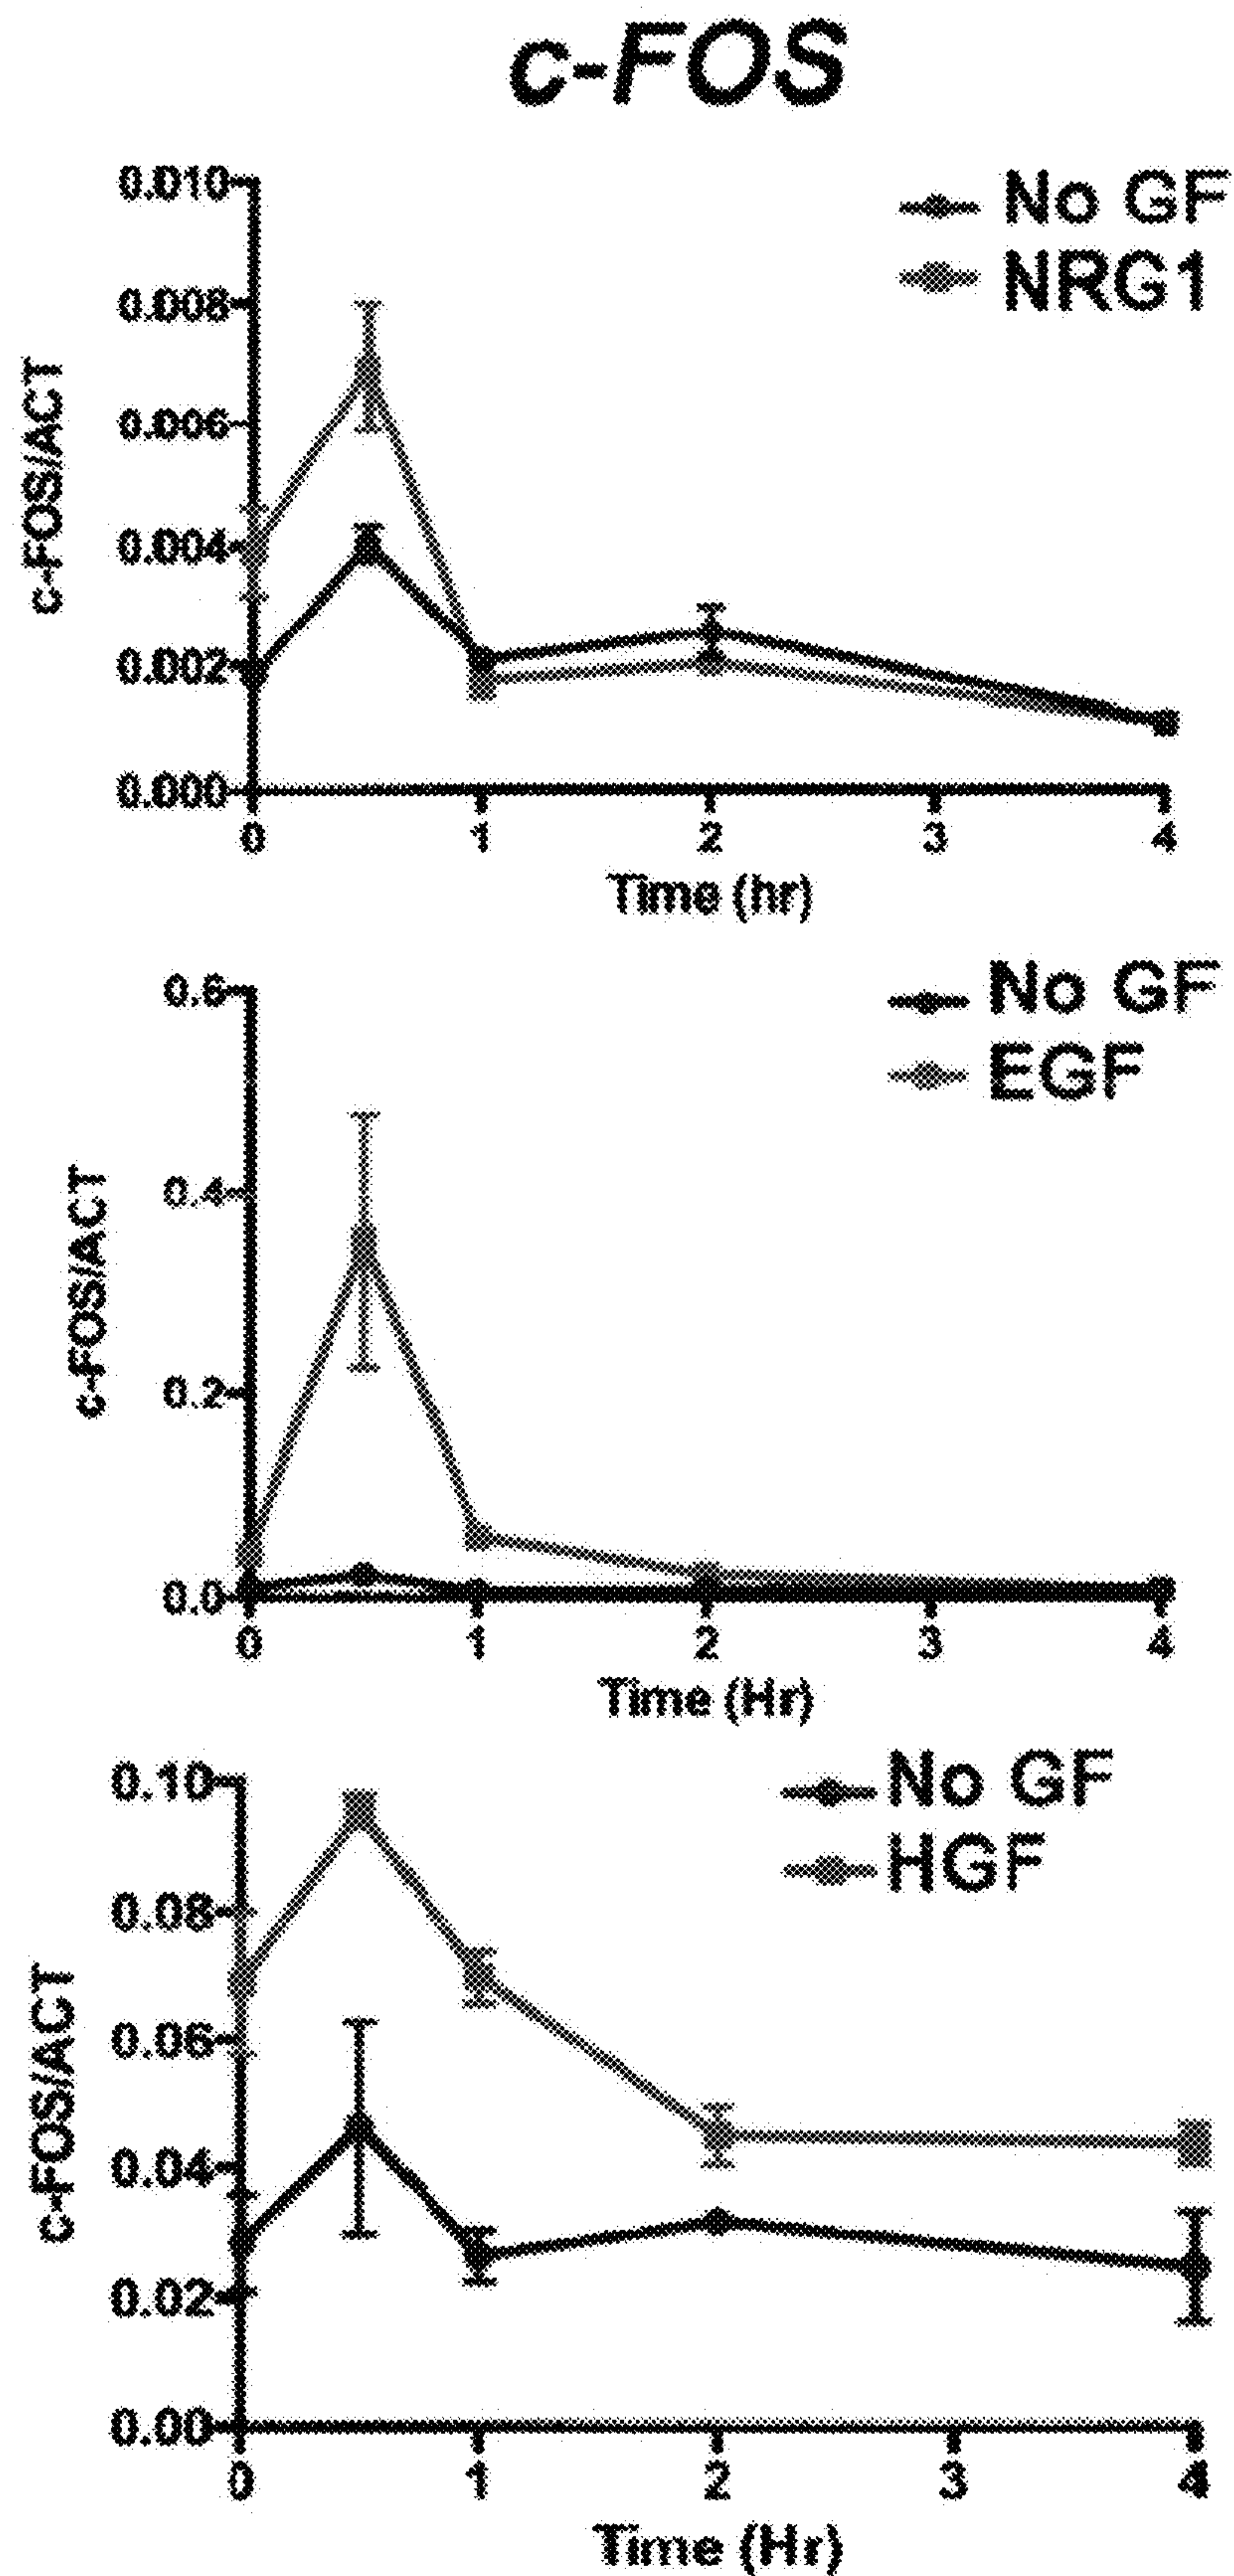 c-FOS
0.010
0.008
0.006
0.004
0.002
0.000
c-FOS/ACT
No GF
NRG1
0 1 2 3 4
Time (hr)
0.6
0.4
0.2
0.0
c-FOS/ACT
No GF
EGF
0 1 2 3 4
Time (Hr)
0.10
0.08
0.06
0.04
0.02
0.00
c-FOS/ACT
No GF
HGF
0 1 2 3 4
Time (Hr)